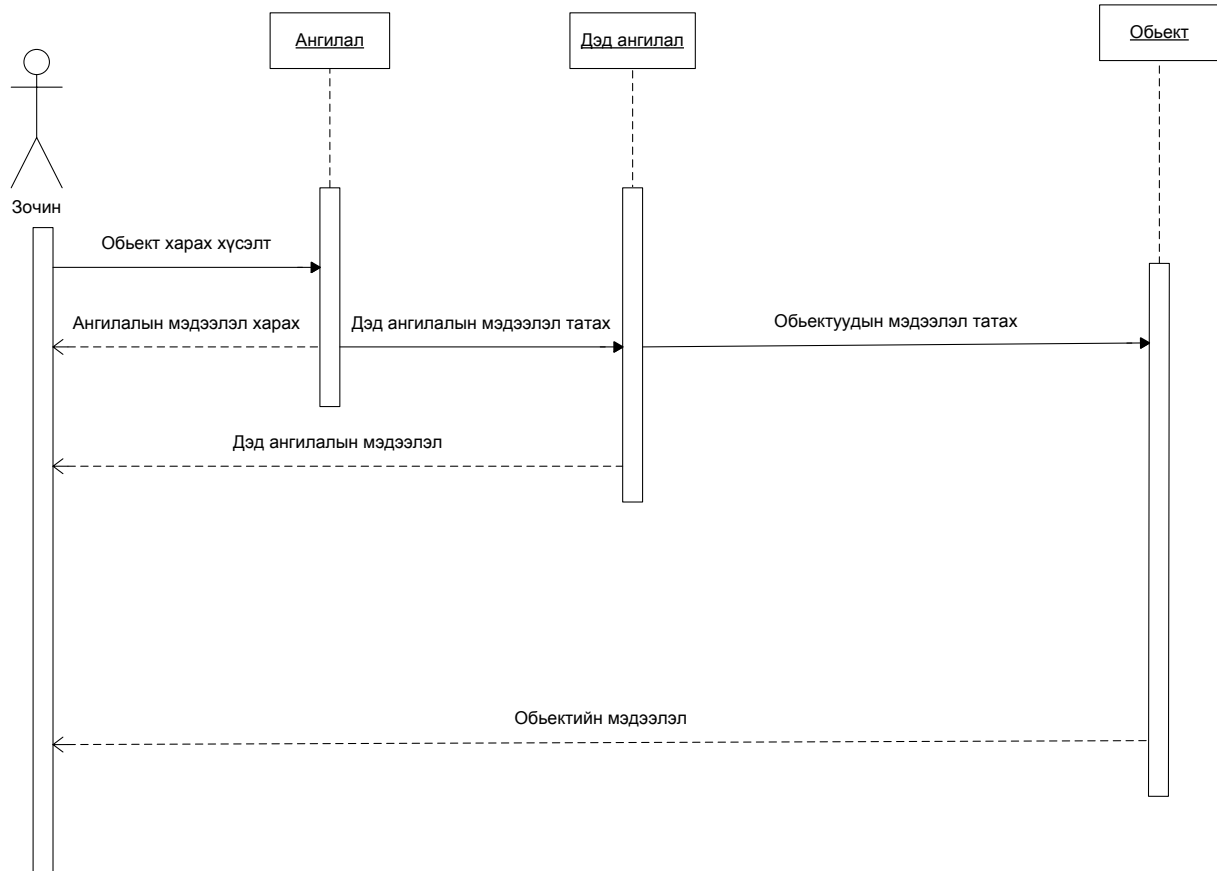 Ангилал
Дэд ангилал
Обьект
Зочин
Обьект харах хүсэлт
Ангилалын мэдээлэл харах
Дэд ангилалын мэдээлэл татах
Обьектуудын мэдээлэл татах
Дэд ангилалын мэдээлэл
Обьектийн мэдээлэл